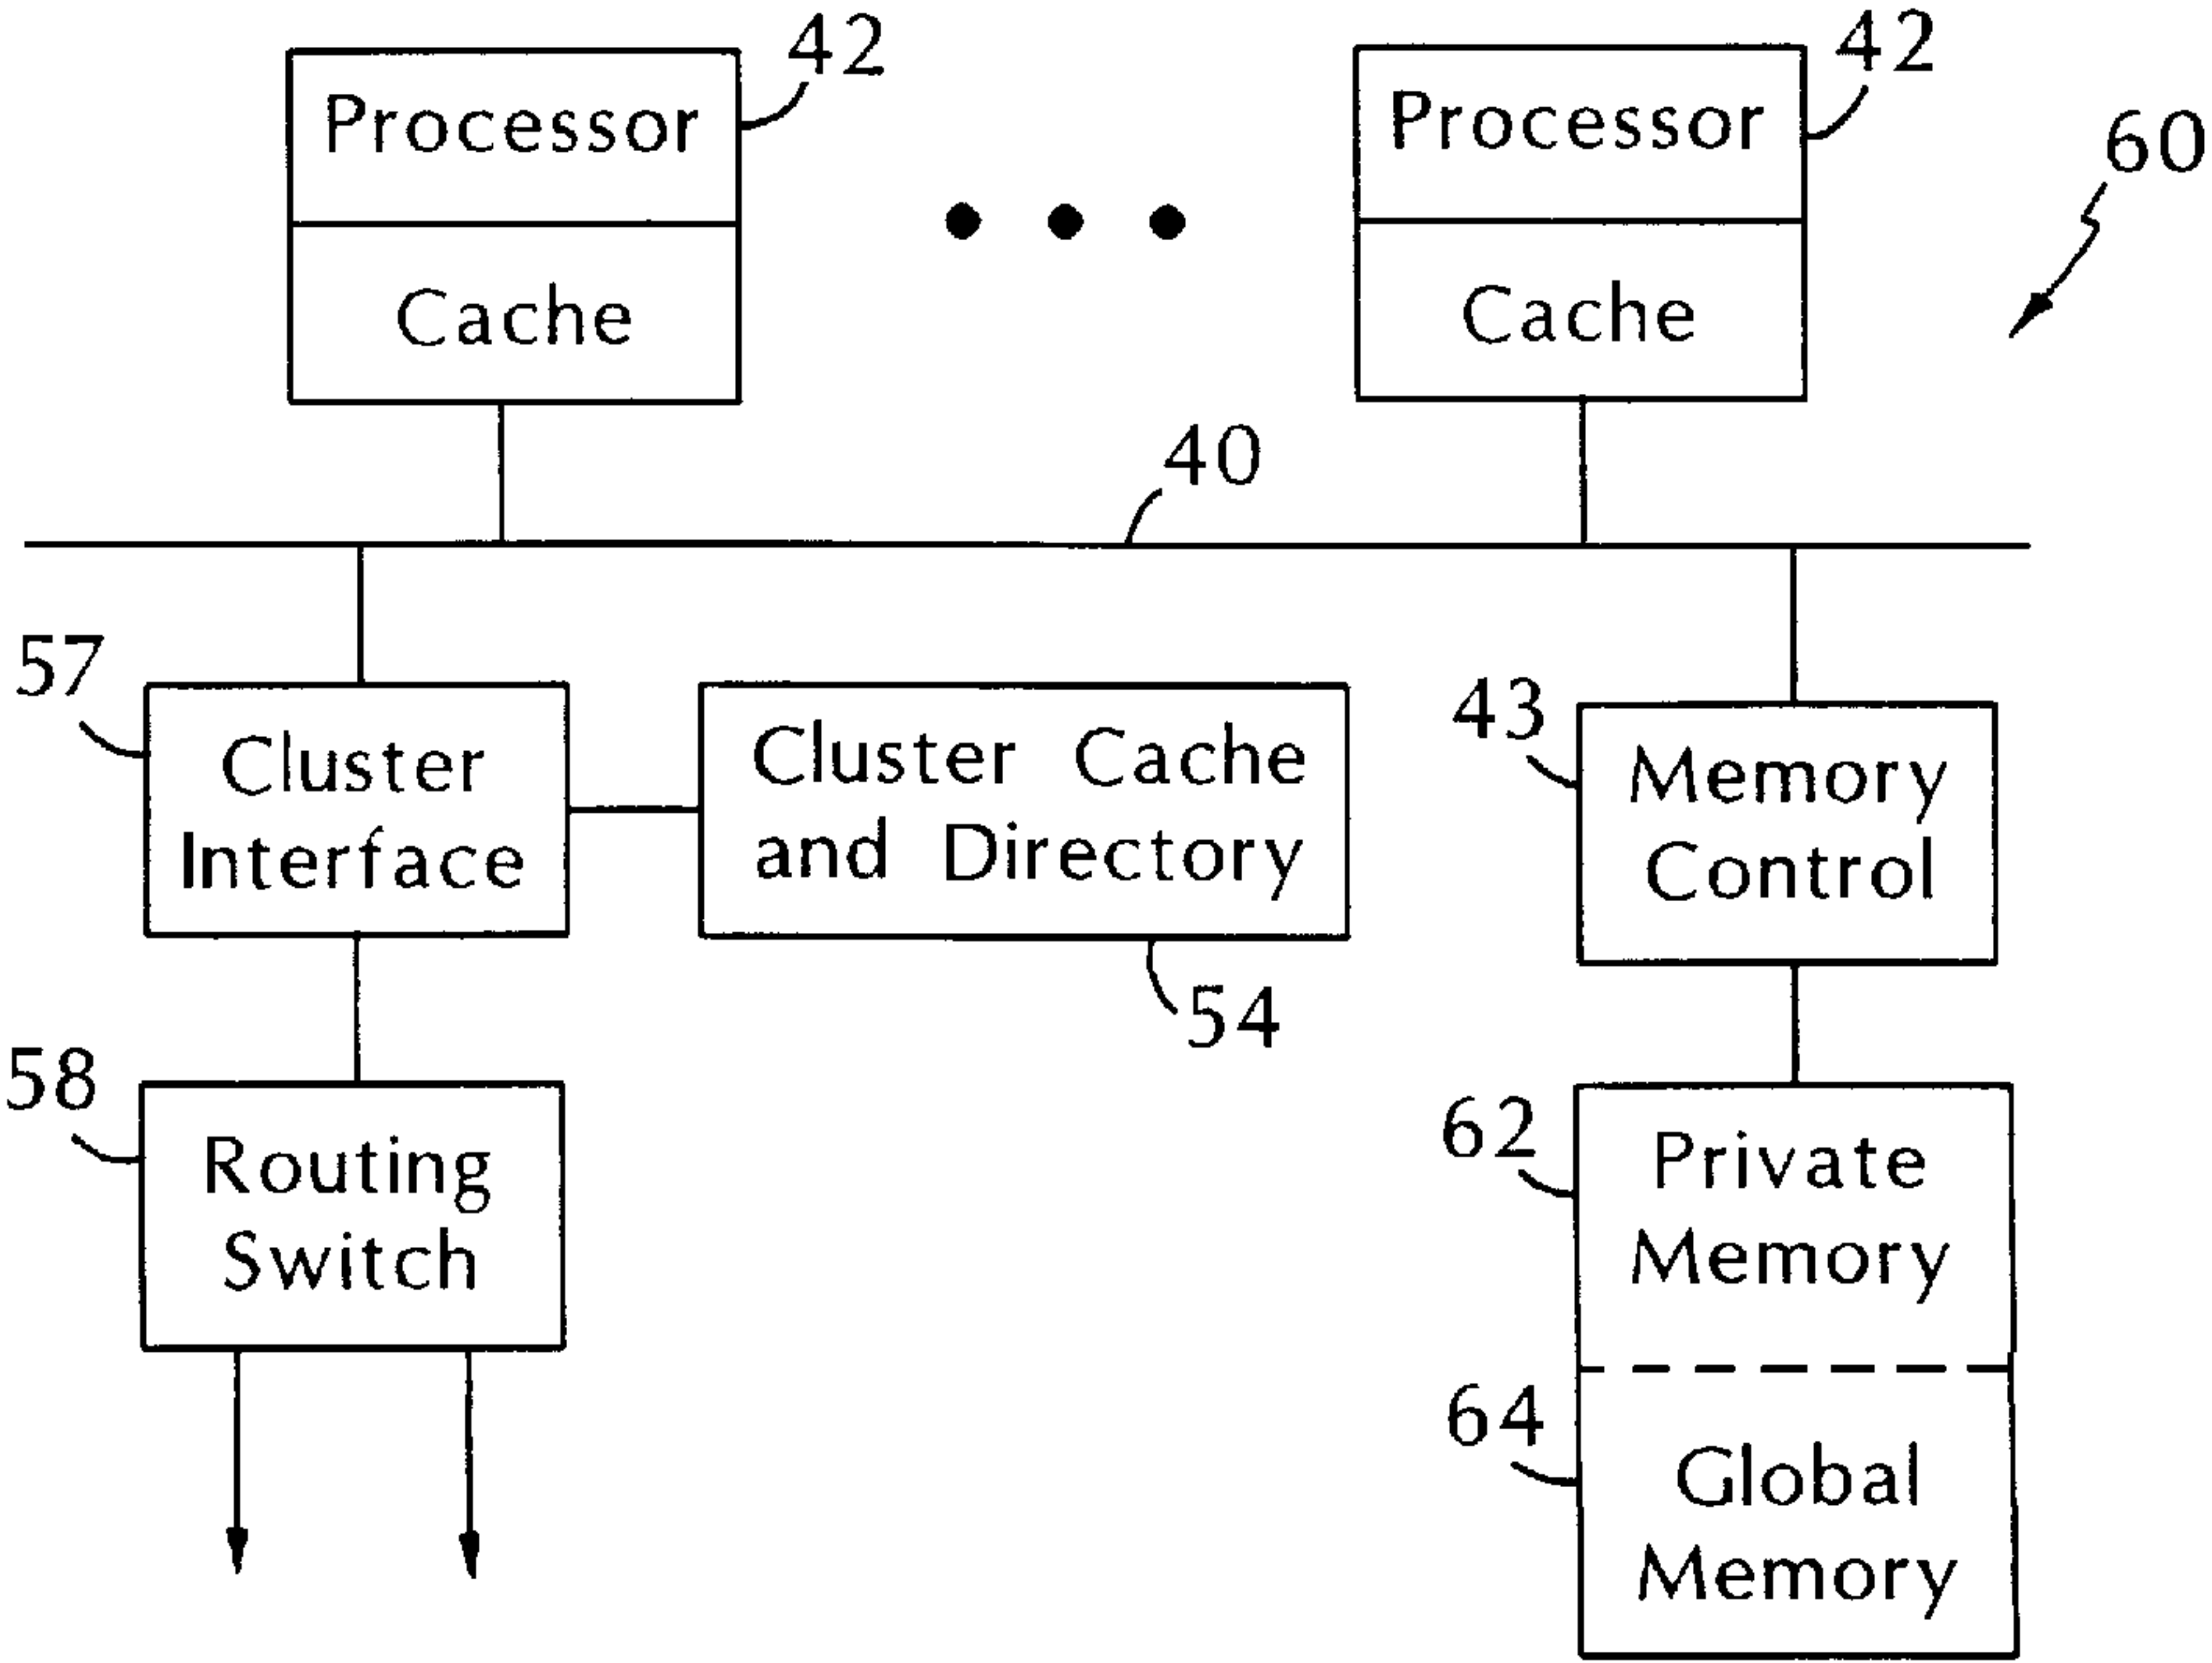 42
42
Processor
Processor
60
Cache
Cache
40
57
43
Cluster
Interface
Cluster Cache
and Directory
Memory
Control
54
58
62
Routing
Switch
Private
Memory
64
Global
Memory